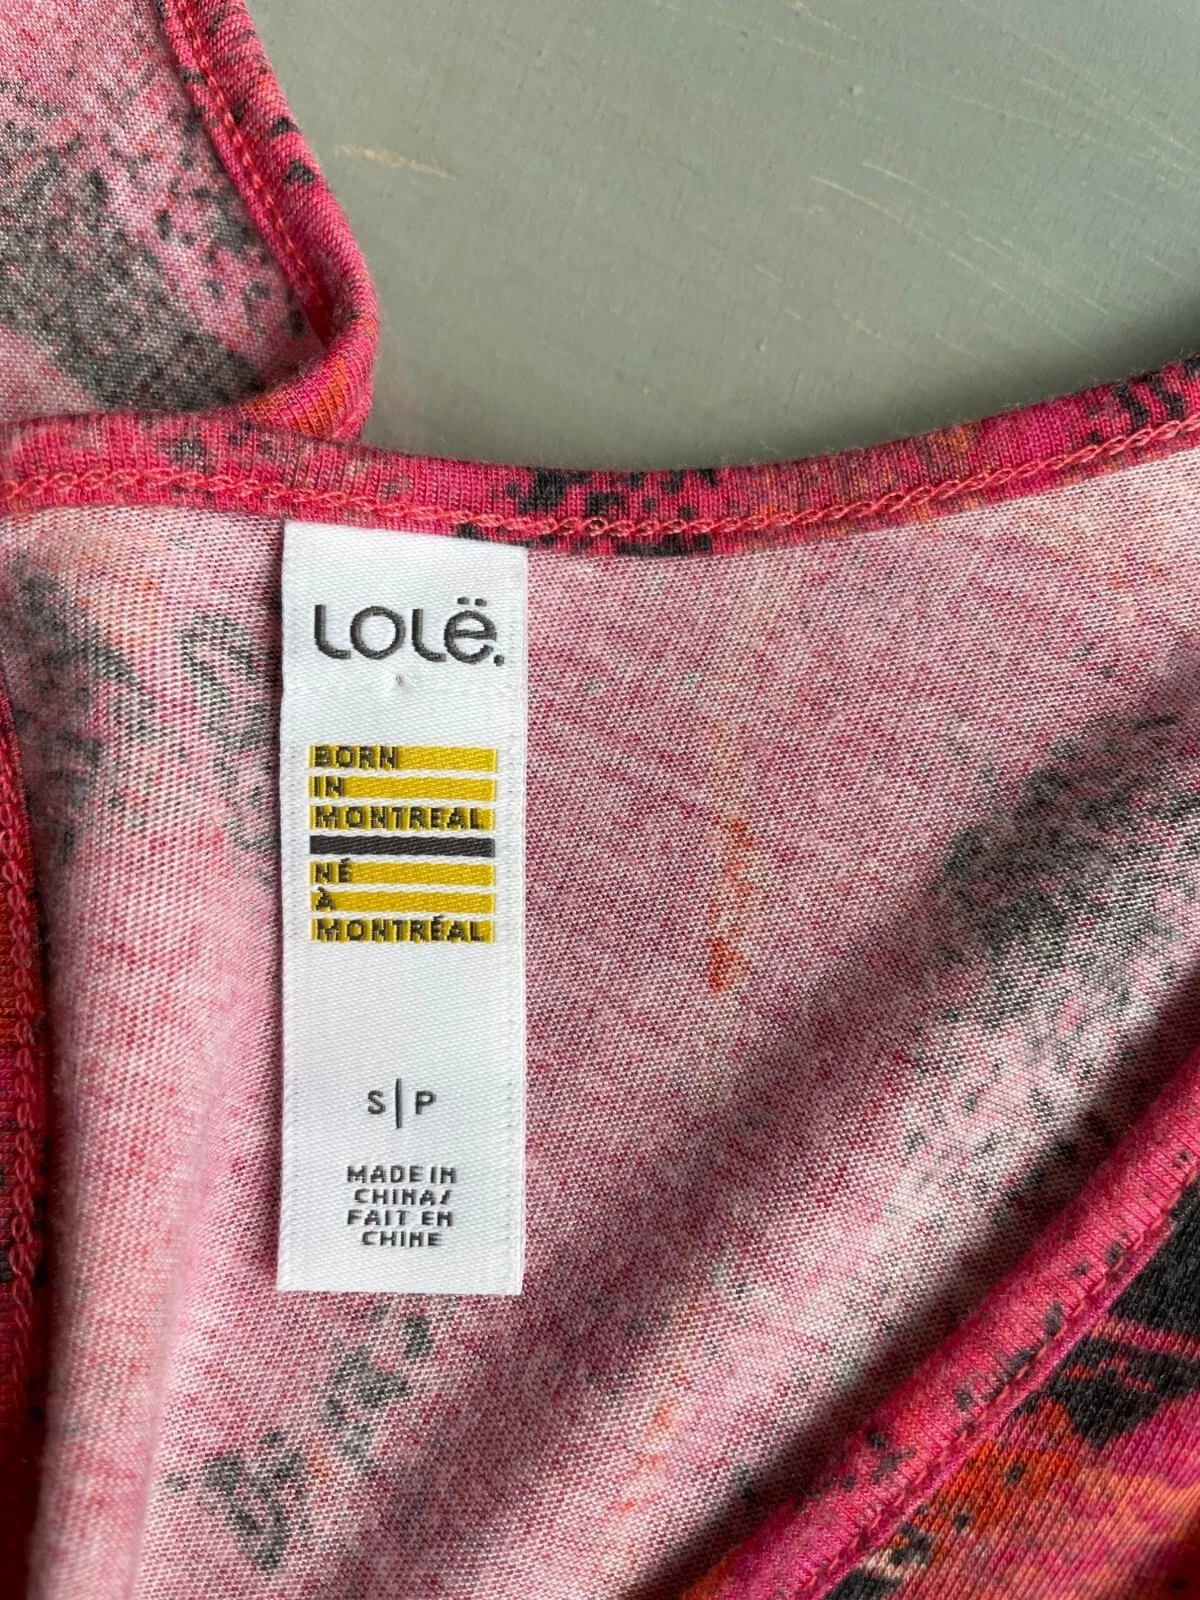 Lolë.
BORN
IN
MONTREAL
NÉ
À
MONTRÉAL
S|P
MADE IN
CHINA/
FAIT EN
CHINE